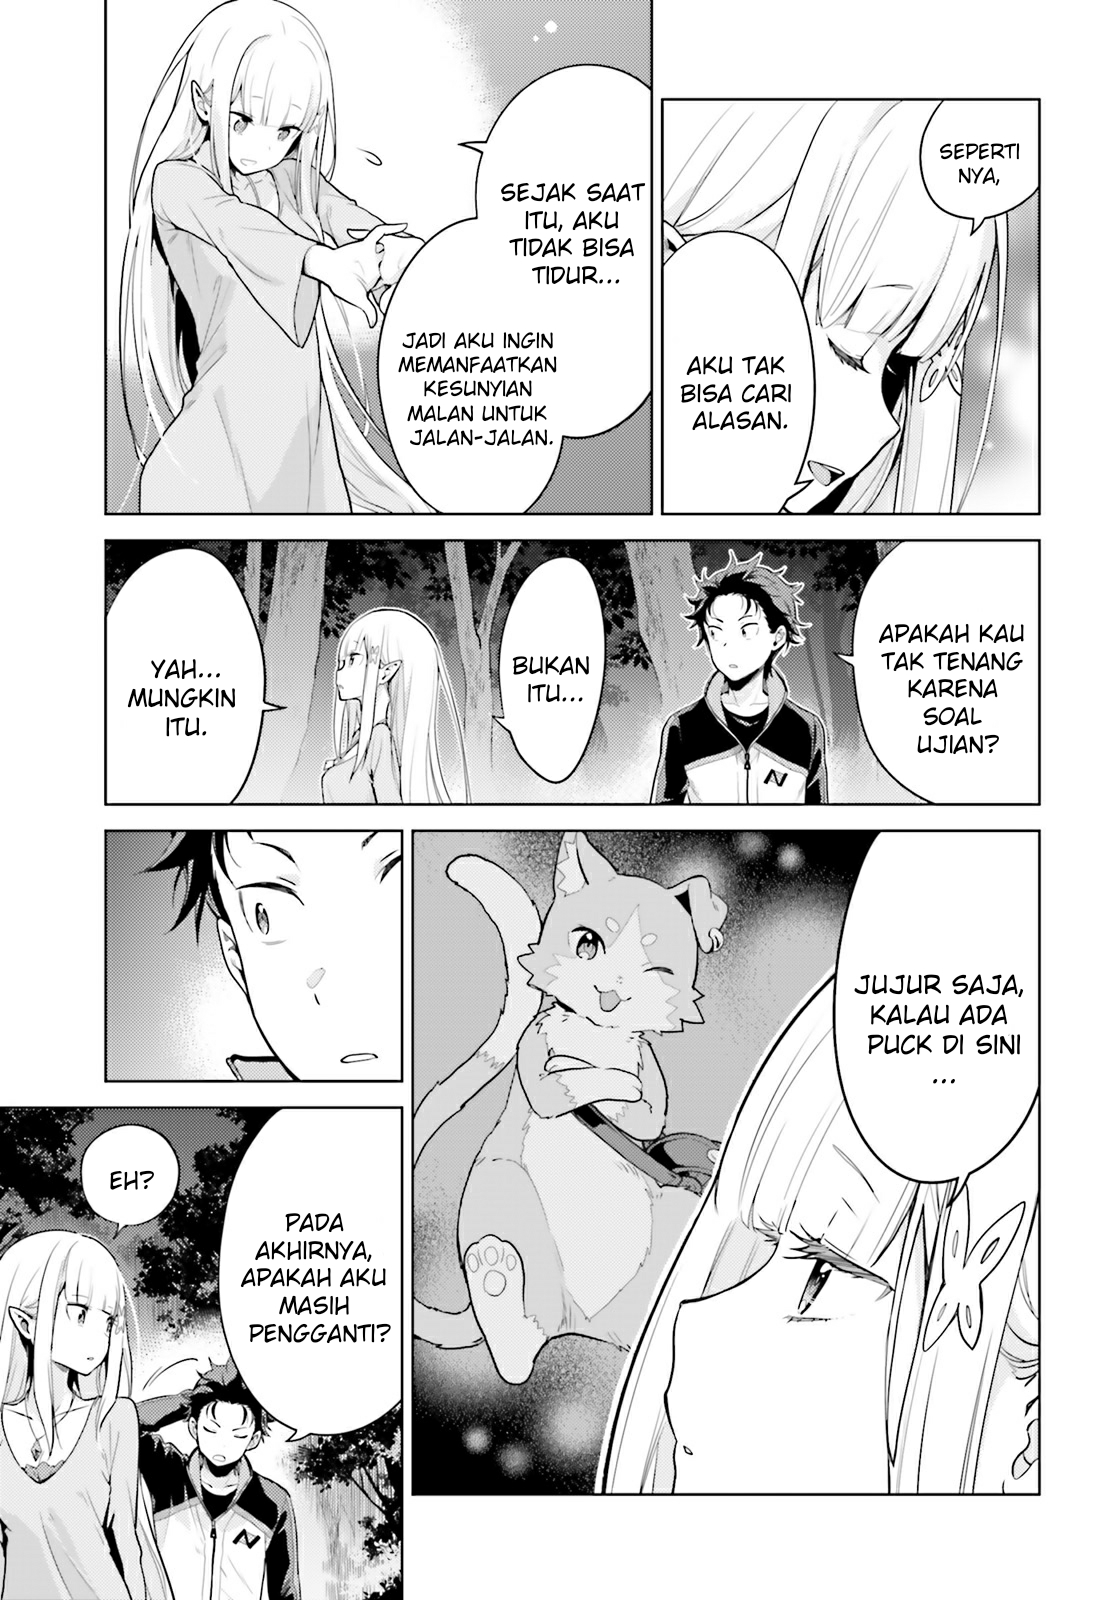 SEPERTI
NYA,
AKU TAK
BISA CARI
ALASAN.
SEJAK SAAT
ITU, AKU
TIDAK BISA
TIDUR...
JADI AKU INGIN
MEMANFAATKAN
KESUNYIAN
MALAN UNTUK
JALAN-JALAN.
APAKAH KAU
TAK TENANG
KARENA
SOAL
UJIAN?
BUKAN
ITU...
YAH...
MUNGKIN
ITU.
JUJUR SAJA,
KALAU ADA
PUCK DI SINI
...
PADA
AKHIRNYA,
APAKAH AKU
MASIH
PENGGANTI?
EH?